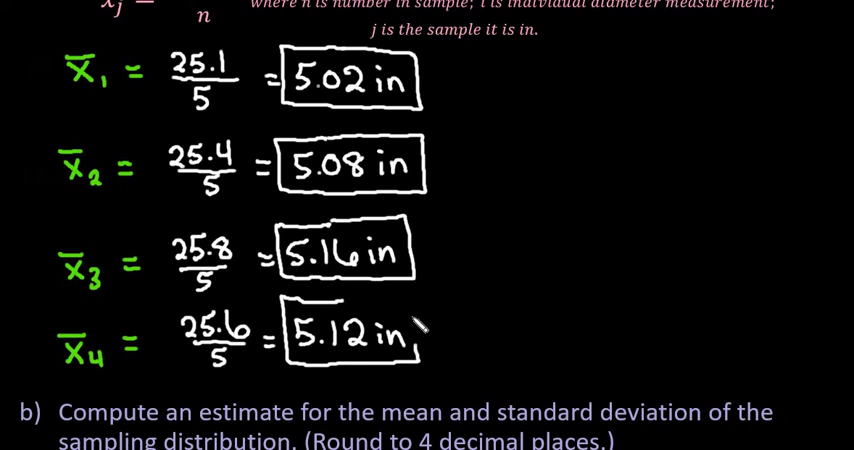 x̄j = n
where n is number in sample; i is individual diameter measurement;
j is the sample it is in.
x̄₁ = 25.1/5 = 5.02 in
x̄₂ = 25.4/5 = 5.08 in
x̄₃ = 25.8/5 = 5.16 in
x̄₄ = 25.6/5 = 5.12 in
b) Compute an estimate for the mean and standard deviation of the
sampling distribution. (Round to 4 decimal places.)